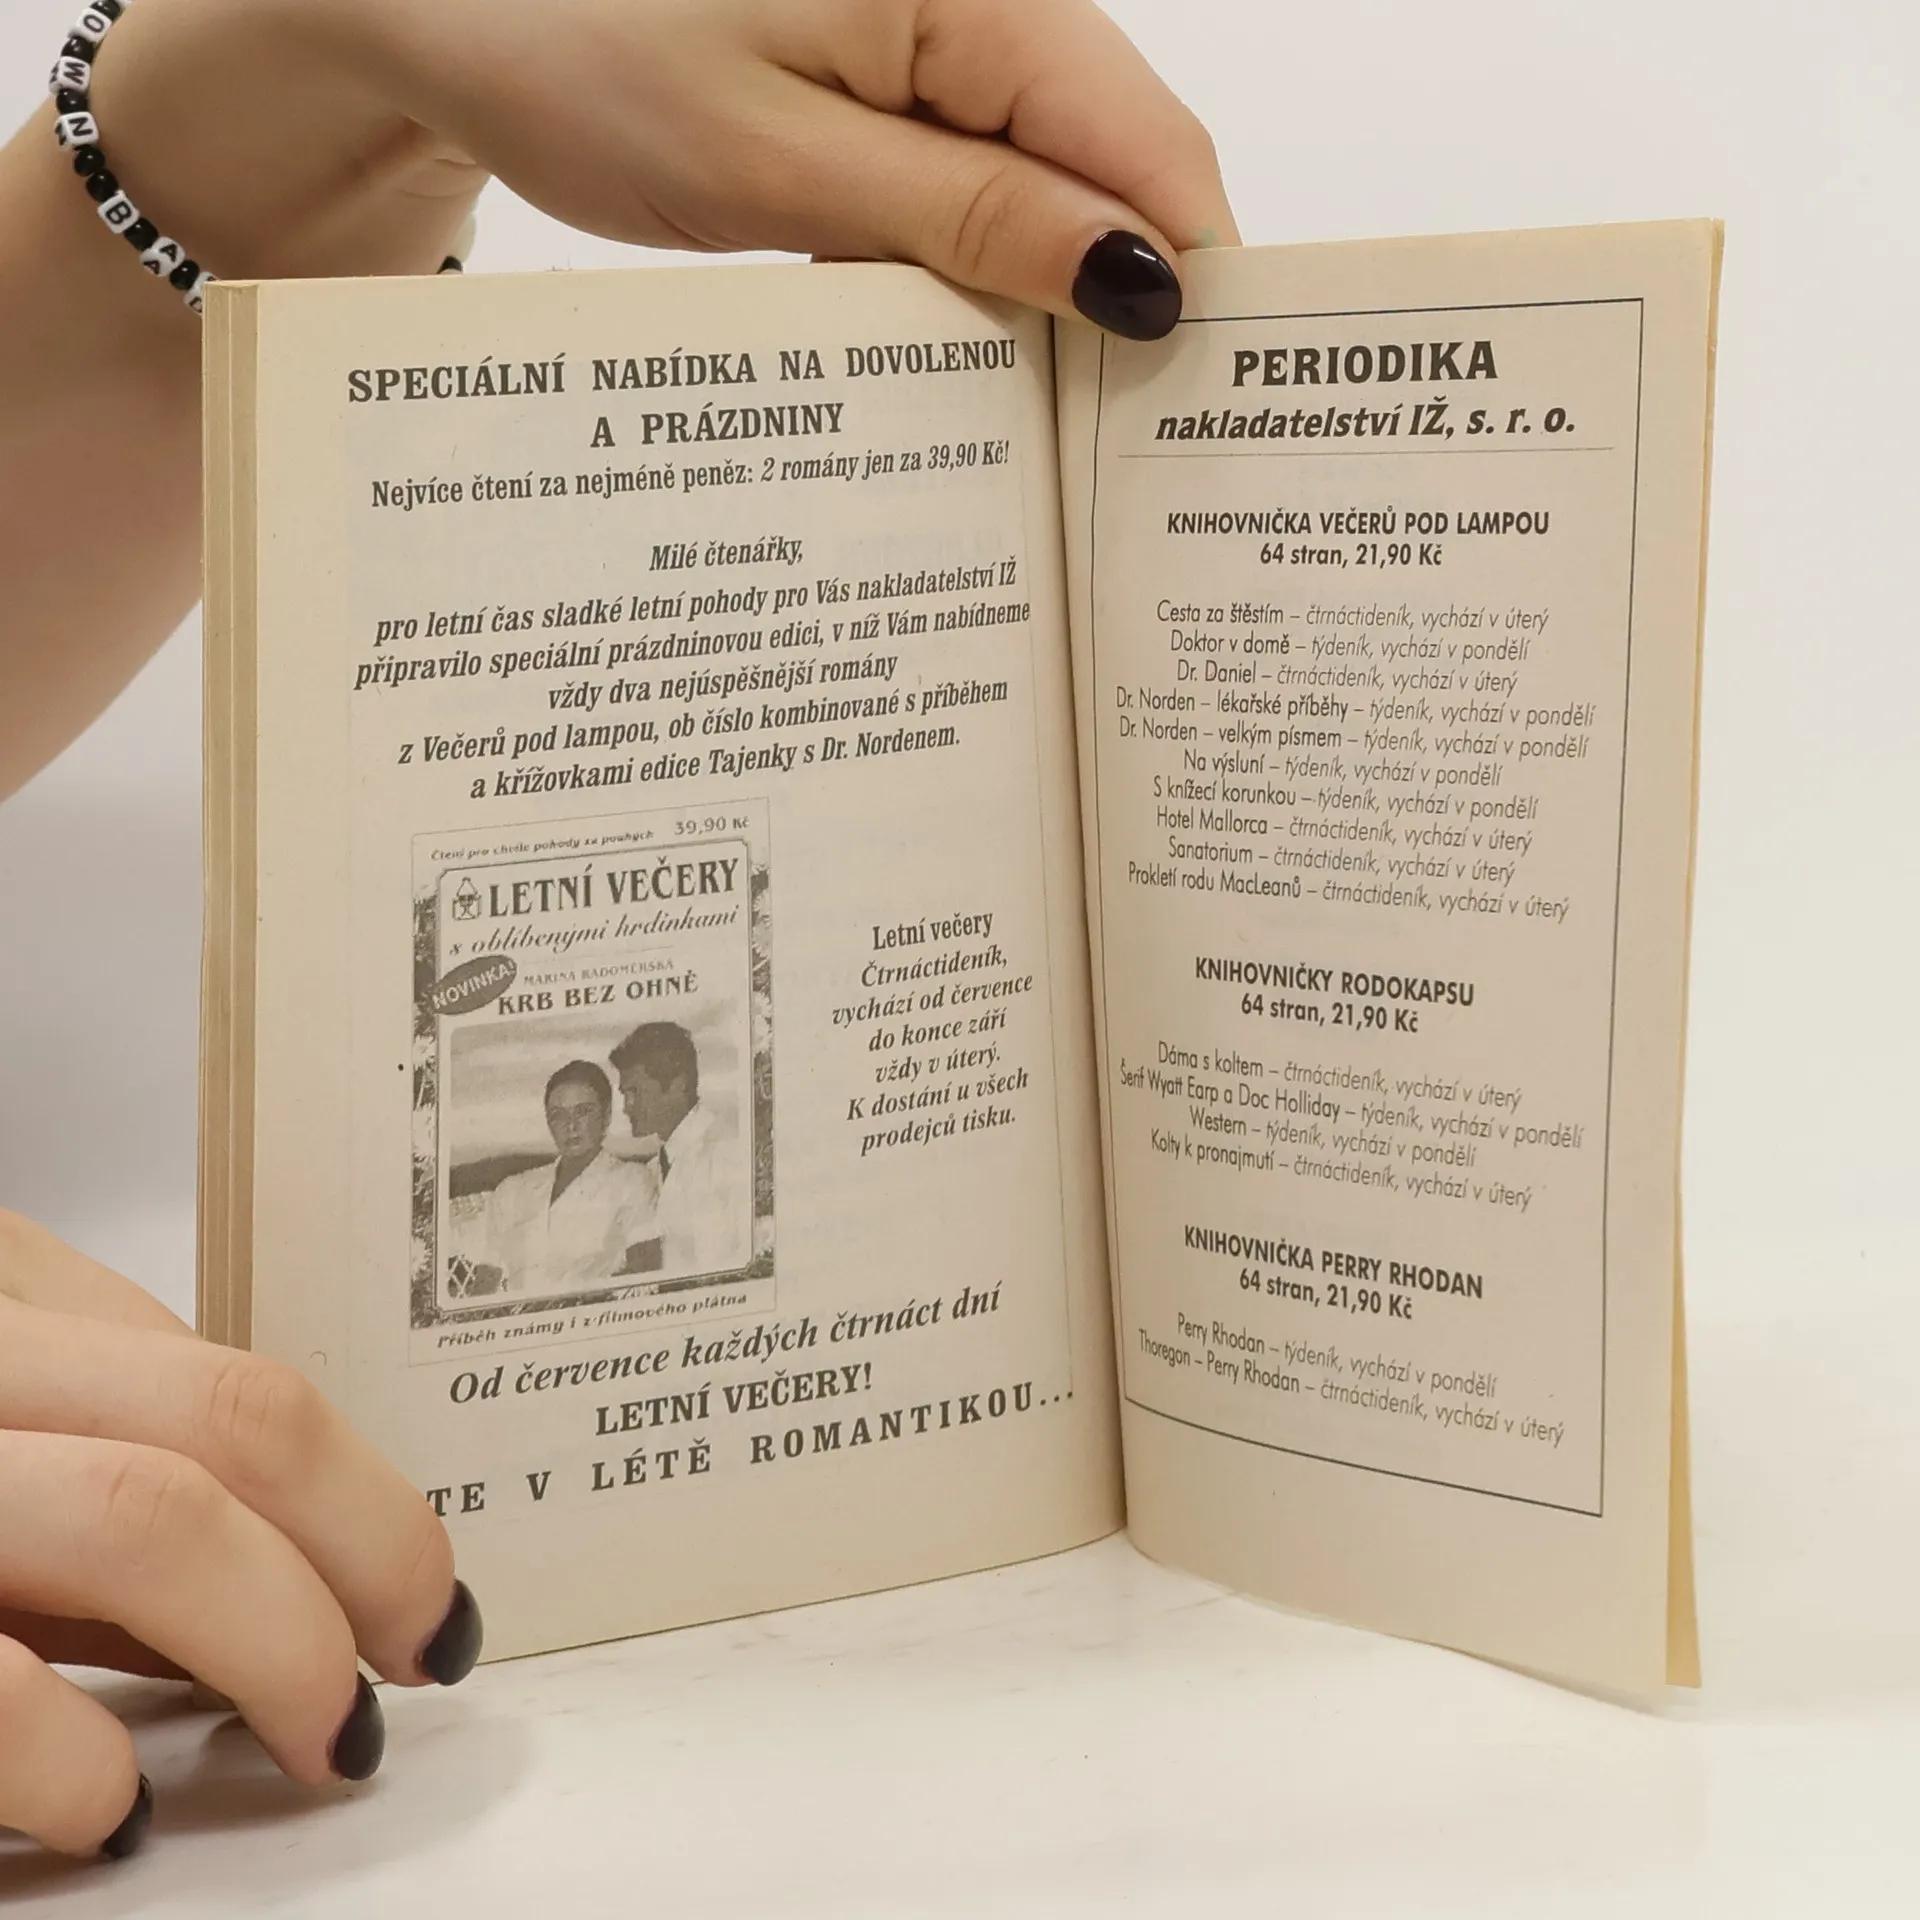 O
W
N
B
A
A
D
SPECIÁLNÍ NABÍDKA NA DOVOLENOU
A PRÁZDNINY
Nejvíce čtení za nejméně peněz: 2 romány jen za 39,90 Kč!
Milé čtenářky,
pro letní čas sladké letní pohody pro Vás nakladatelství IŽ
připravilo speciální prázdninovou edici, v níž Vám nabídneme
vždy dva nejúspěšnější romány
z Večerů pod lampou, ob číslo kombinované s příběhem
a křížovkami edice Tajenky s Dr. Nordenem.
Čtení pro chvíle pohody za pouhých 39,90 Kč
LETNÍ VEČERY
s oblíbenými hrdinkami
NOVINKA!
MARINA RADOMĚRSKÁ
KRB BEZ OHNĚ
Příběh známý i z filmového plátna
Letní večery
Čtrnáctideník,
vychází od července
do konce září
vždy v úterý.
K dostání u všech
prodejců tisku.
Od července každých čtrnáct dní
LETNÍ VEČERY!
TE V LÉTĚ ROMANTIKOU...
PERIODIKA
nakladatelství IŽ, s. r. o.
KNIHOVNIČKA VEČERŮ POD LAMPOU
64 stran, 21,90 Kč
Cesta za štěstím – čtrnáctideník, vychází v úterý
Doktor v domě – týdeník, vychází v pondělí
Dr. Daniel – čtrnáctideník, vychází v úterý
Dr. Norden – lékařské příběhy – týdeník, vychází v pondělí
Dr. Norden – velkým písmem – týdeník, vychází v pondělí
Na výsluní – týdeník, vychází v pondělí
S knížecí korunkou – týdeník, vychází v pondělí
Hotel Mallorca – čtrnáctideník, vychází v úterý
Sanatorium – čtrnáctideník, vychází v úterý
Prokletí rodu MacLeanů – čtrnáctideník, vychází v úterý
KNIHOVNIČKY RODOKAPSU
64 stran, 21,90 Kč
Dáma s koltem – čtrnáctideník, vychází v úterý
Šerif Wyatt Earp a Doc Holliday – týdeník, vychází v pondělí
Western – týdeník, vychází v pondělí
Kolty k pronajmutí – čtrnáctideník, vychází v úterý
KNIHOVNIČKA PERRY RHODAN
64 stran, 21,90 Kč
Perry Rhodan – týdeník, vychází v pondělí
Thoregon – Perry Rhodan – čtrnáctideník, vychází v úterý